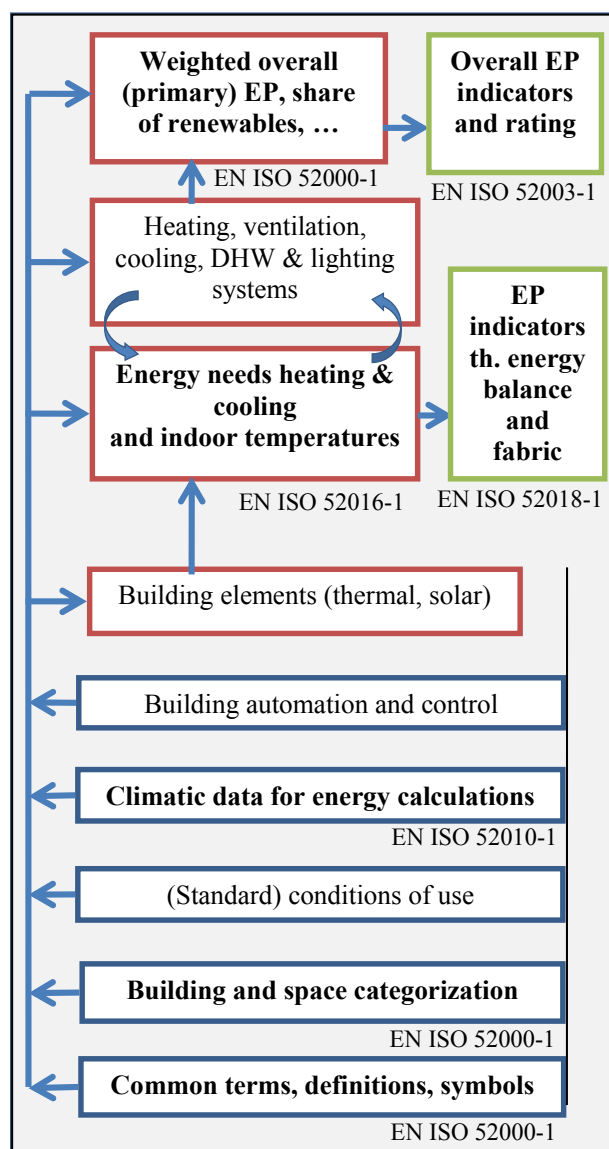 Weighted overall
(primary) EP, share
of renewables, …
EN ISO 52000-1
Overall EP
indicators
and rating
EN ISO 52003-1
Heating, ventilation,
cooling, DHW & lighting
systems
Energy needs heating &
cooling
and indoor temperatures
EN ISO 52016-1
EP
indicators
th. energy
balance
and
fabric
EN ISO 52018-1
Building elements (thermal, solar)
Building automation and control
Climatic data for energy calculations
EN ISO 52010-1
(Standard) conditions of use
Building and space categorization
EN ISO 52000-1
Common terms, definitions, symbols
EN ISO 52000-1